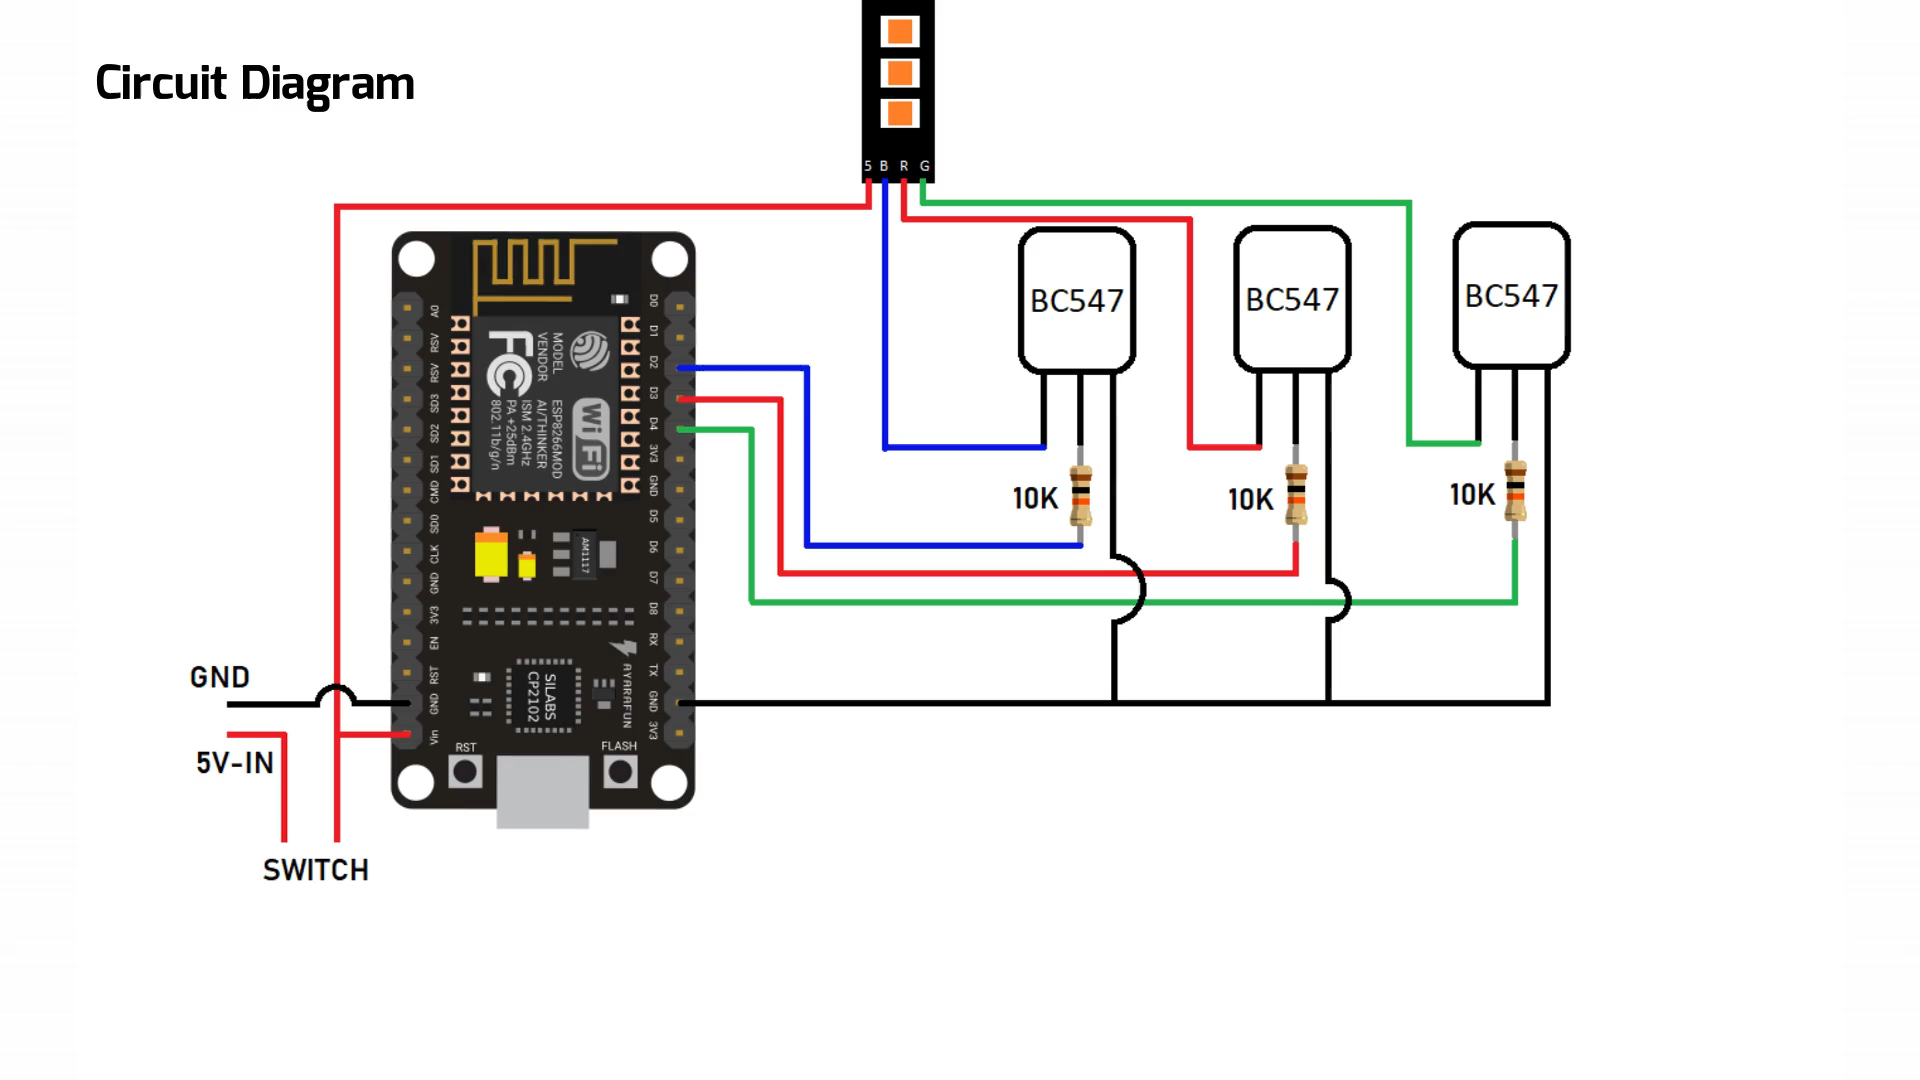 Circuit Diagram
5 B R G
BC547
BC547
BC547
10K
10K
10K
A0
RSV
RSV
SD3
SD2
SD1
CMD
SD0
CLK
GND
3V3
EN
RST
GND
Vin
D0
D1
D2
D3
D4
3V3
GND
D5
D6
D7
D8
RX
TX
GND
3V3
MODEL
VENDOR
ESP8266MOD
AI/THINKER
ISM 2.4GHz
PA +25dBm
802.11b/g/n
FC
WiFi
AM1117
SILABS
CP2102
AYARAFUN
RST
FLASH
GND
5V-IN
SWITCH